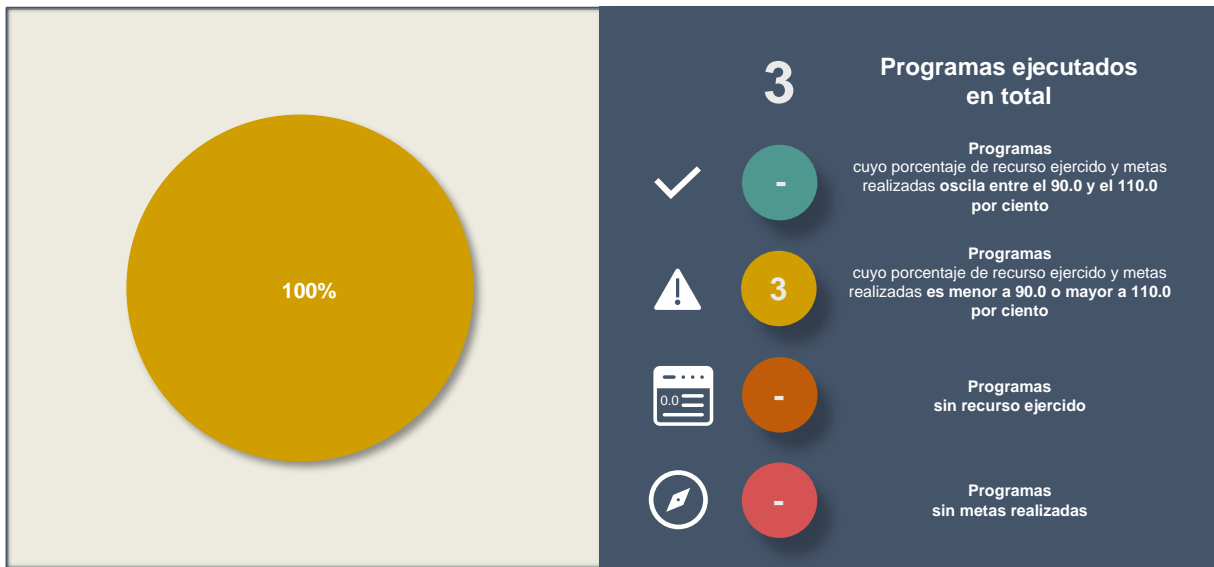 100%
3
Programas ejecutados
en total
-
Programas
cuyo porcentaje de recurso ejercido y metas
realizadas oscila entre el 90.0 y el 110.0
por ciento
3
Programas
cuyo porcentaje de recurso ejercido y metas
realizadas es menor a 90.0 o mayor a 110.0
por ciento
0.0
-
Programas
sin recurso ejercido
-
Programas
sin metas realizadas